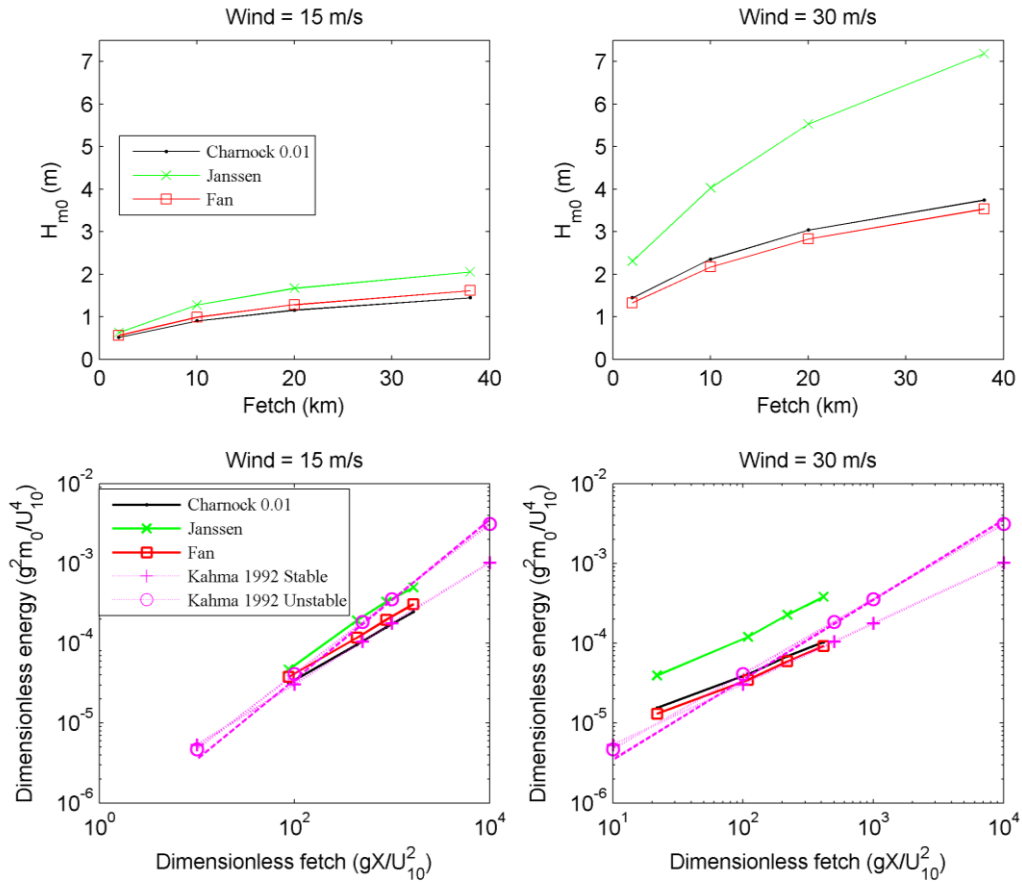 Wind = 15 m/s
7
6
5
4
3
2
1
0
H_m0 (m)
Charnock 0.01
Janssen
Fan
0 10 20 30 40
Fetch (km)
Wind = 30 m/s
7
6
5
4
3
2
1
0
H_m0 (m)
0 10 20 30 40
Fetch (km)
Wind = 15 m/s
10^-2
10^-3
10^-4
10^-5
10^-6
Dimensionless energy (g^2m_0/U_10^4)
Charnock 0.01
Janssen
Fan
Kahma 1992 Stable
Kahma 1992 Unstable
10^0 10^2 10^4
Dimensionless fetch (gX/U_10^2)
Wind = 30 m/s
10^-2
10^-3
10^-4
10^-5
10^-6
Dimensionless energy (g^2m_0/U_10^4)
10^1 10^2 10^3 10^4
Dimensionless fetch (gX/U_10^2)